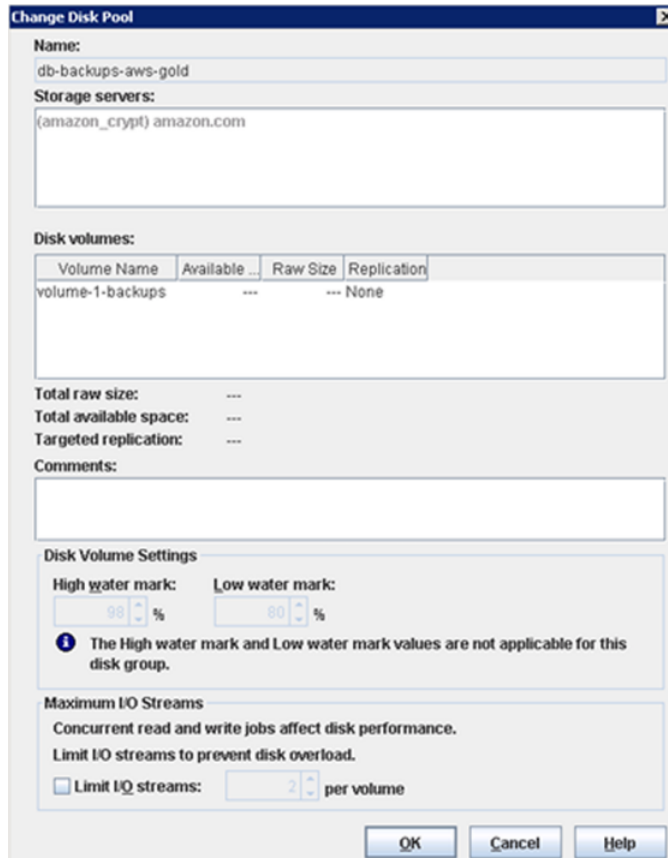 Change Disk Pool
Name:
db-backups-aws-gold
Storage servers:
(amazon_crypt) amazon.com
Disk volumes:
Volume Name Available ... Raw Size Replication
volume-1-backups --- --- None
Total raw size: ---
Total available space: ---
Targeted replication: ---
Comments:
Disk Volume Settings
High water mark: Low water mark:
98 % 80 %
The High water mark and Low water mark values are not applicable for this
disk group.
Maximum I/O Streams
Concurrent read and write jobs affect disk performance.
Limit I/O streams to prevent disk overload.
Limit I/O streams: 2 per volume
OK Cancel Help